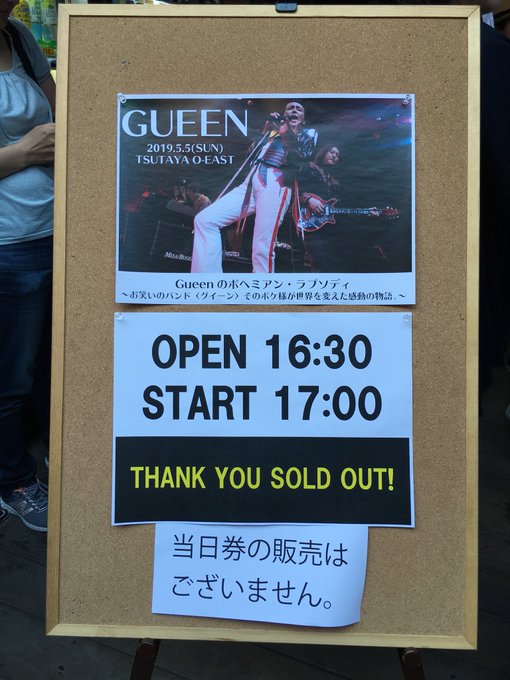 GUEEN
2019.5.5(SUN)
TSUTAYA O-EAST
Gueen のボヘミアン・ラプソディ
～お笑いのバンド〈グイーン〉そのボケ様が世界を変えた感動の物語。～
OPEN 16:30
START 17:00
THANK YOU SOLD OUT!
当日券の販売は
ございません。